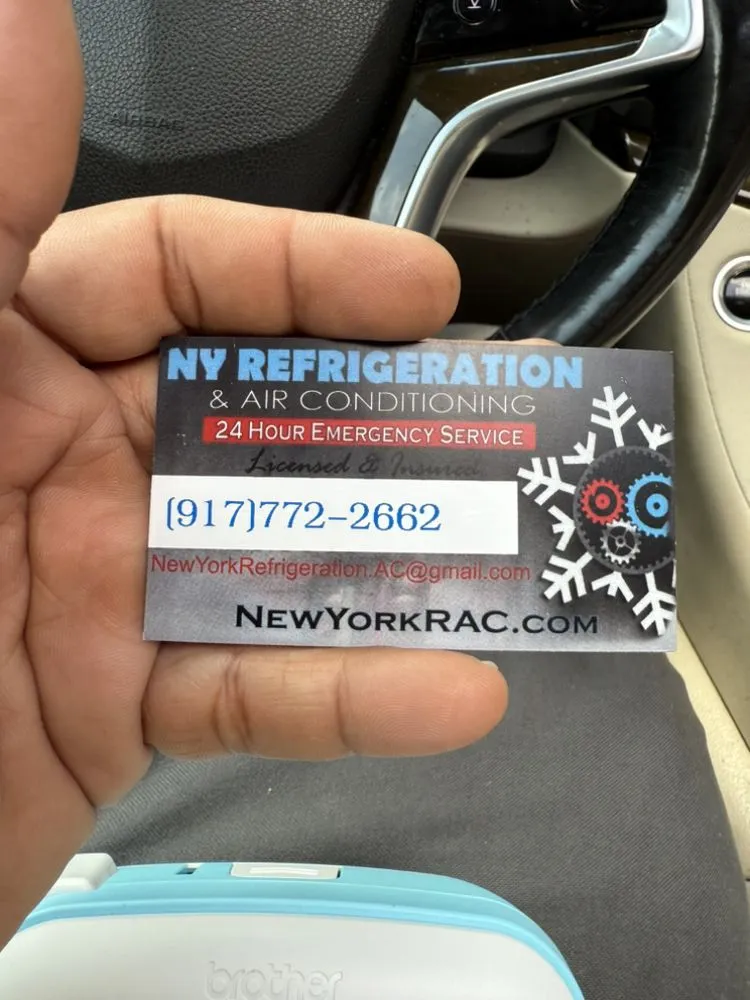 AIRBAG
NY REFRIGERATION
& AIR CONDITIONING
24 HOUR EMERGENCY SERVICE
Licensed & Insured
(917)772-2662
NewYorkRefrigeration.AC@gmail.com
NEWYORKRAC.COM
brother